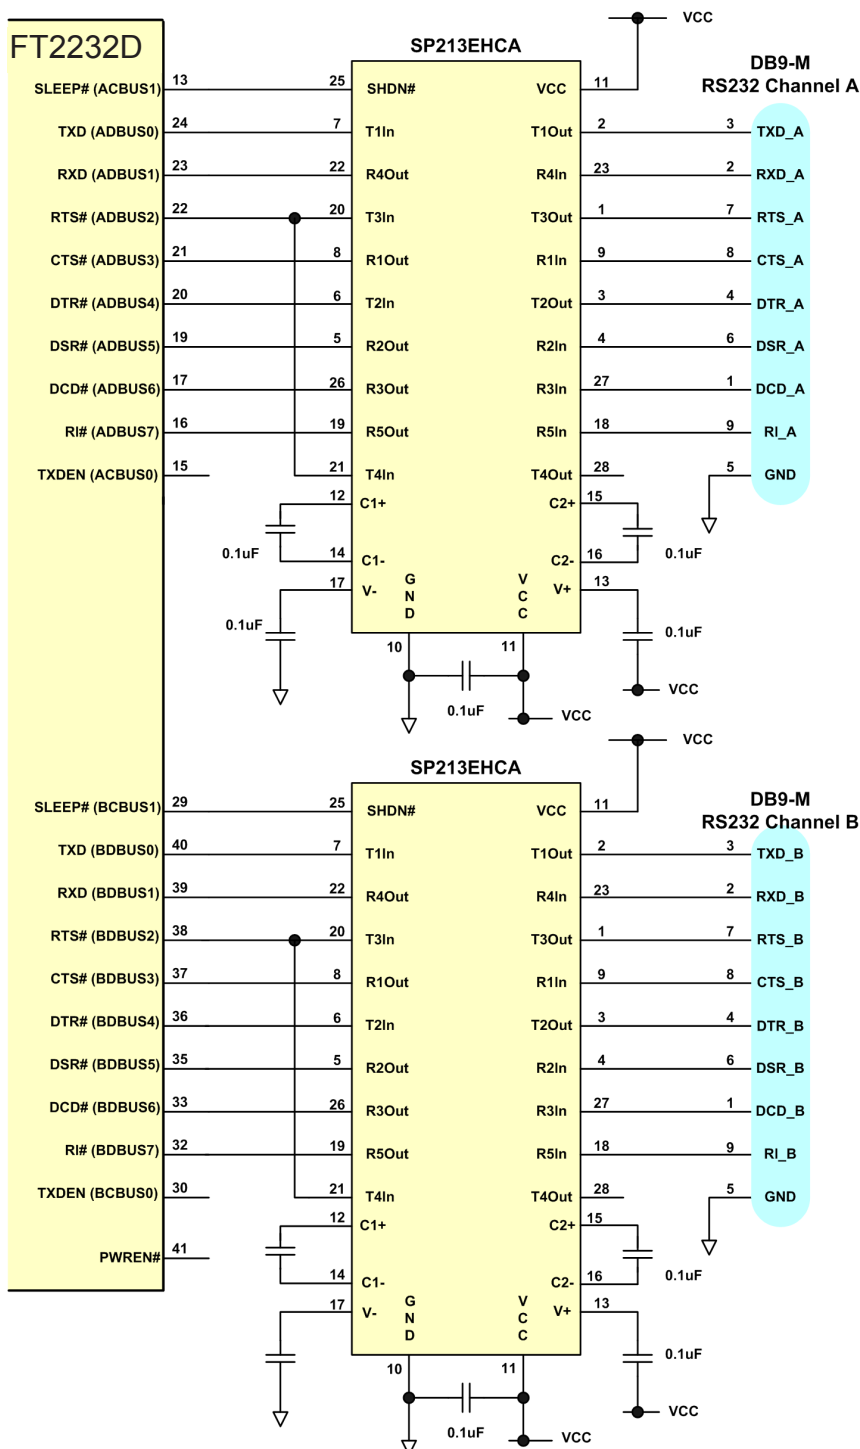 VCC
FT2232D
SP213EHCA
DB9-M
RS232 Channel A
SLEEP# (ACBUS1) 13 25 SHDN# VCC 11
TXD (ADBUS0) 24 7 T1In T1Out 2 3 TXD_A
RXD (ADBUS1) 23 22 R4Out R4In 23 2 RXD_A
RTS# (ADBUS2) 22 20 T3In T3Out 1 7 RTS_A
CTS# (ADBUS3) 21 8 R1Out R1In 9 8 CTS_A
DTR# (ADBUS4) 20 6 T2In T2Out 3 4 DTR_A
DSR# (ADBUS5) 19 5 R2Out R2In 4 6 DSR_A
DCD# (ADBUS6) 17 26 R3Out R3In 27 1 DCD_A
RI# (ADBUS7) 16 19 R5Out R5In 18 9 RI_A
TXDEN (ACBUS0) 15 21 T4In T4Out 28 5 GND
12 C1+ C2+ 15
0.1uF 0.1uF
14 C1- C2- 16
17 V- GND VCC V+ 13
0.1uF 0.1uF
10 11
VCC
0.1uF VCC
VCC
SP213EHCA
DB9-M
RS232 Channel B
SLEEP# (BCBUS1) 29 25 SHDN# VCC 11
TXD (BDBUS0) 40 7 T1In T1Out 2 3 TXD_B
RXD (BDBUS1) 39 22 R4Out R4In 23 2 RXD_B
RTS# (BDBUS2) 38 20 T3In T3Out 1 7 RTS_B
CTS# (BDBUS3) 37 8 R1Out R1In 9 8 CTS_B
DTR# (BDBUS4) 36 6 T2In T2Out 3 4 DTR_B
DSR# (BDBUS5) 35 5 R2Out R2In 4 6 DSR_B
DCD# (BDBUS6) 33 26 R3Out R3In 27 1 DCD_B
RI# (BDBUS7) 32 19 R5Out R5In 18 9 RI_B
TXDEN (BCBUS0) 30 21 T4In T4Out 28 5 GND
12 C1+ C2+ 15
PWREN# 41
0.1uF
14 C1- C2- 16
17 V- GND VCC V+ 13
0.1uF
10 11
VCC
0.1uF VCC